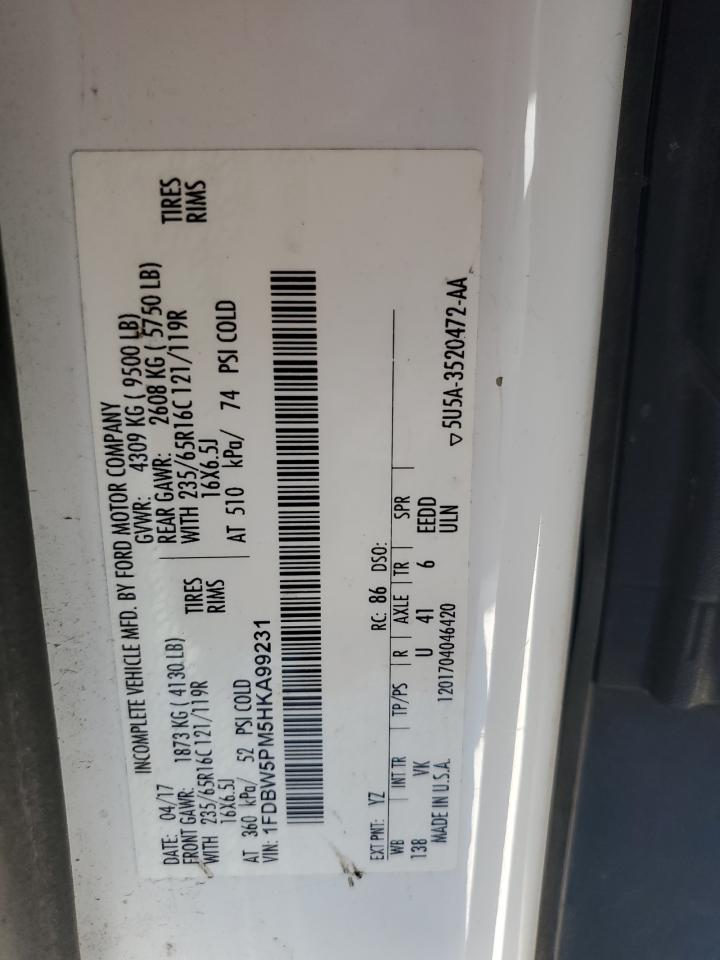 INCOMPLETE VEHICLE MFD. BY FORD MOTOR COMPANY
DATE: 04/17 GVWR: 4309 KG ( 9500 LB)
FRONT GAWR: 1873 KG ( 4130 LB) REAR GAWR: 2608 KG ( 5750 LB)
WITH 235/65R16C 121/119R TIRES WITH 235/65R16C 121/119R TIRES
16X6.5J RIMS 16X6.5J RIMS
AT 360 kPa/ 52 PSI COLD AT 510 kPa/ 74 PSI COLD
VIN: 1FDBW5PM5HKA99231
EXT PNT: YZ RC: 86 DSO:
WB INT TR TP/PS R AXLE TR SPR
138 VK U 41 6 EEDD
MADE IN U.S.A. 1201704046420 ULN ▽5U5A-3520472-AA